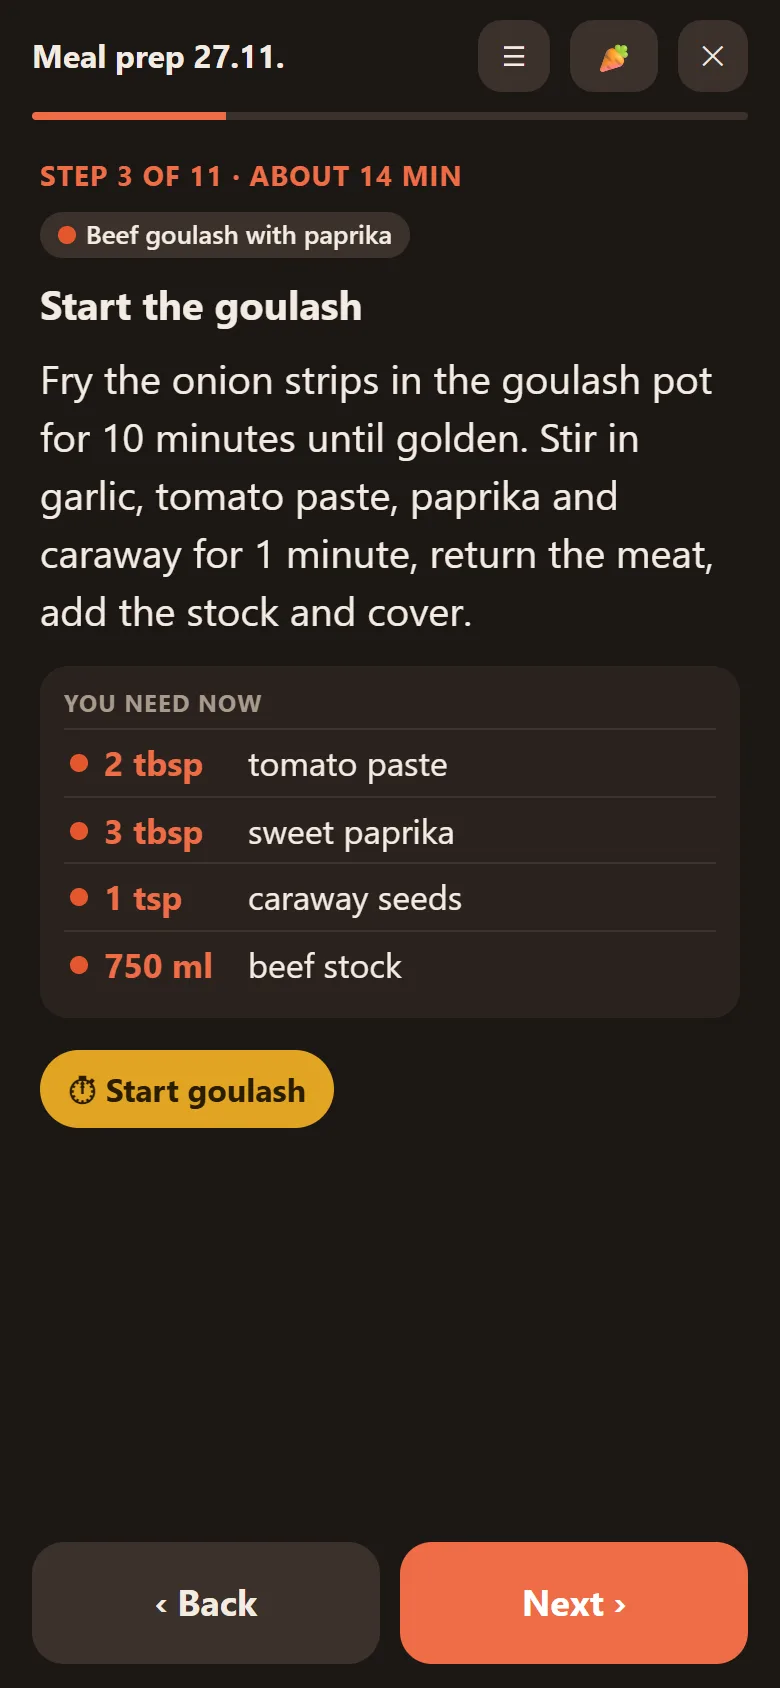 Meal prep 27.11.
STEP 3 OF 11 · ABOUT 14 MIN
Beef goulash with paprika
Start the goulash
Fry the onion strips in the goulash pot
for 10 minutes until golden. Stir in
garlic, tomato paste, paprika and
caraway for 1 minute, return the meat,
add the stock and cover.
YOU NEED NOW
2 tbsp tomato paste
3 tbsp sweet paprika
1 tsp caraway seeds
750 ml beef stock
⏱ Start goulash
‹ Back
Next ›